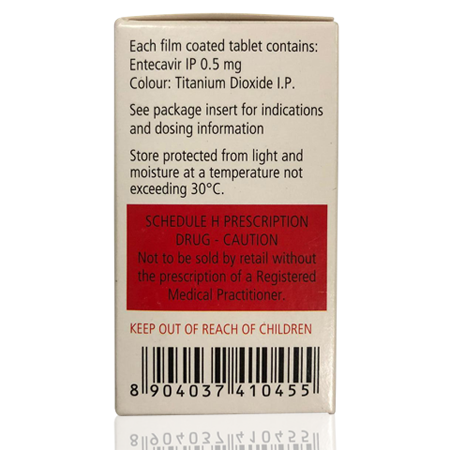 Each film coated tablet contains:
Entecavir IP 0.5 mg
Colour: Titanium Dioxide I.P.
See package insert for indications
and dosing information
Store protected from light and
moisture at a temperature not
exceeding 30°C.
SCHEDULE H PRESCRIPTION
DRUG - CAUTION
Not to be sold by retail without
the prescription of a Registered
Medical Practitioner.
KEEP OUT OF REACH OF CHILDREN
8 904037 410455